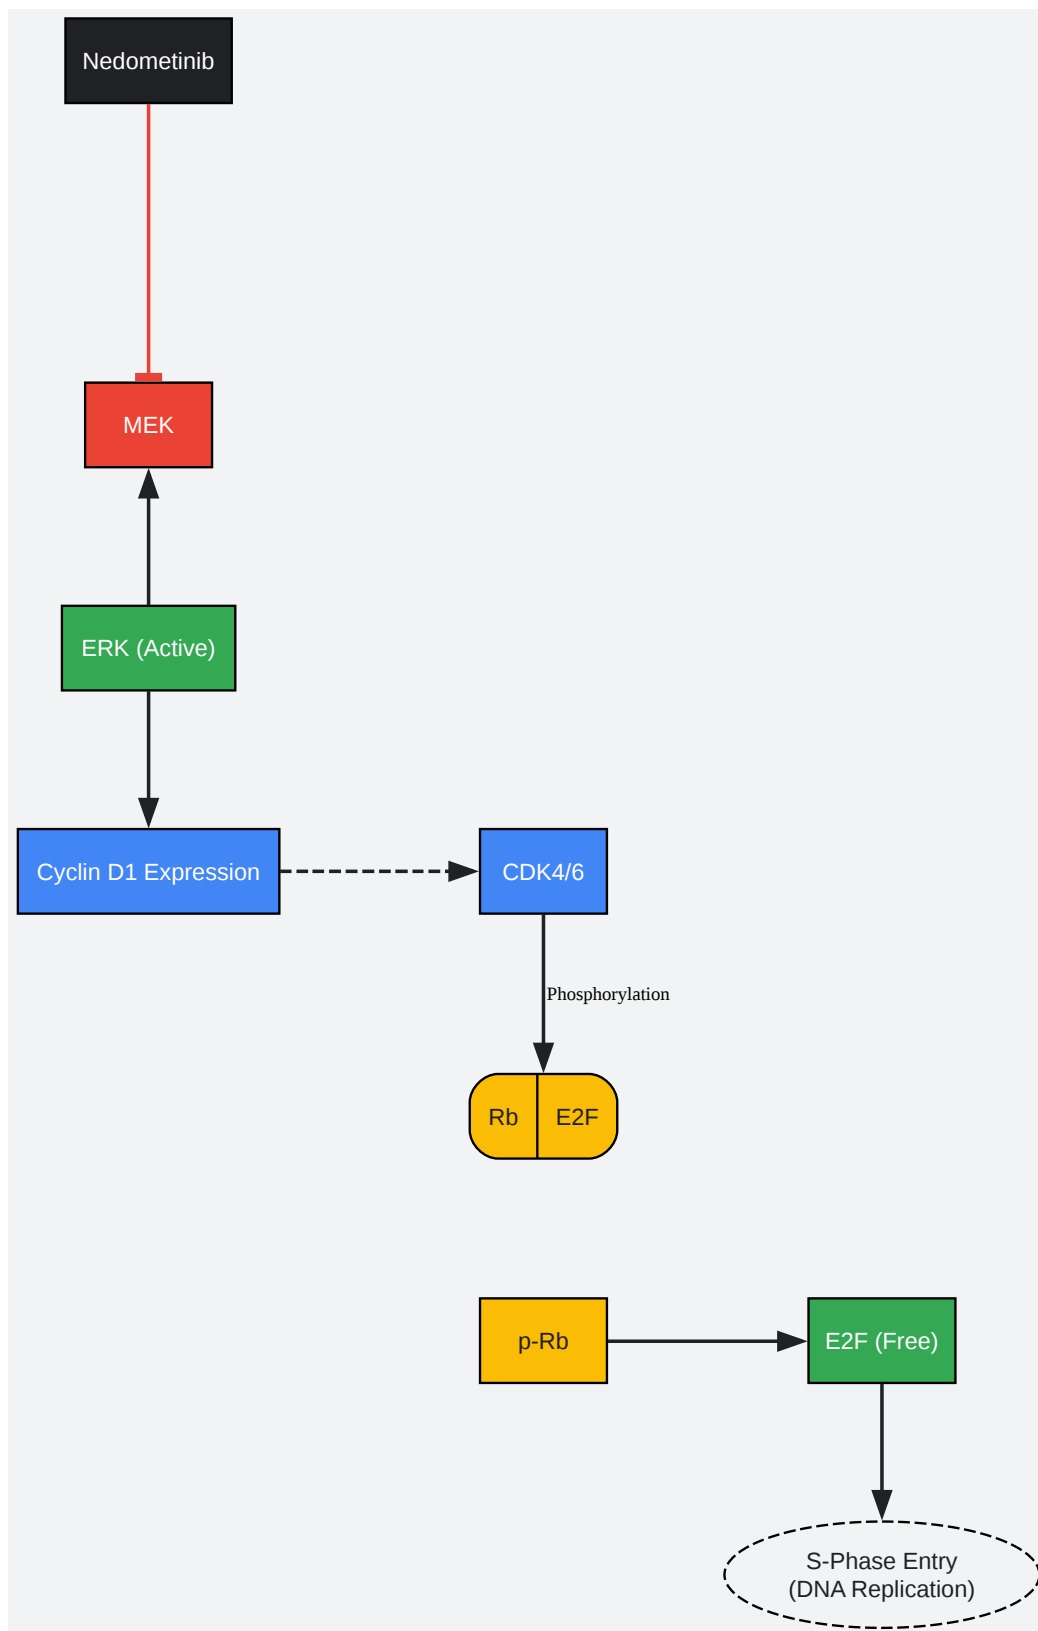 Nedometinib
MEK
ERK (Active)
Cyclin D1 Expression
CDK4/6
Phosphorylation
Rb
E2F
p-Rb
E2F (Free)
S-Phase Entry
(DNA Replication)